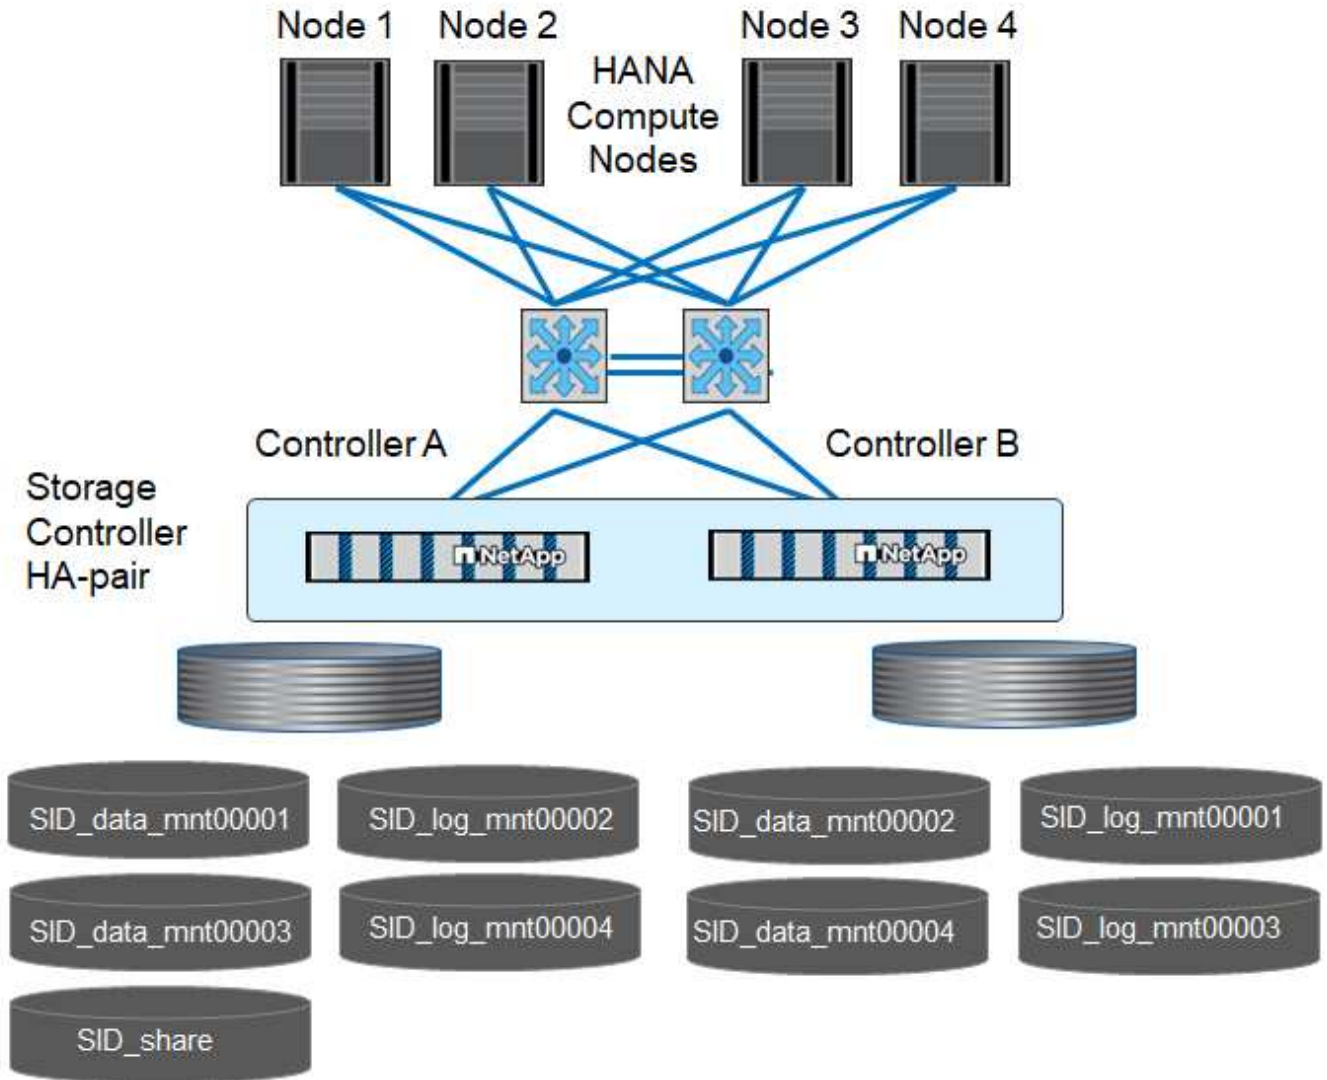 Node 1
Node 2
Node 3
Node 4
HANA
Compute
Nodes
Controller A
Controller B
Storage
Controller
HA-pair
NetApp
NetApp
SID_data_mnt00001
SID_log_mnt00002
SID_data_mnt00002
SID_log_mnt00001
SID_data_mnt00003
SID_log_mnt00004
SID_data_mnt00004
SID_log_mnt00003
SID_share